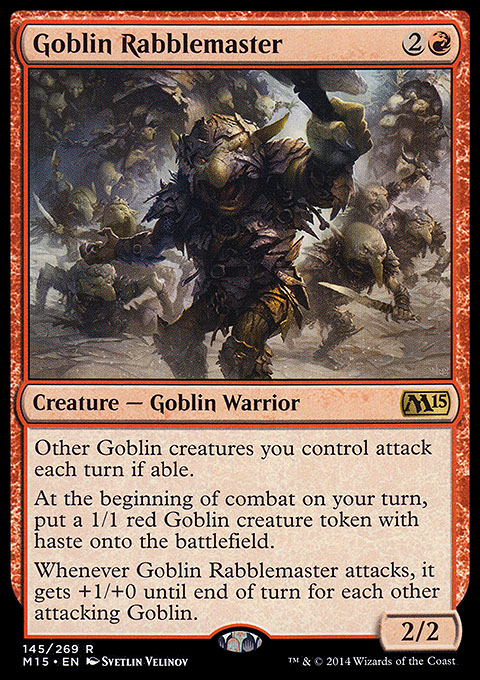 Goblin Rabblemaster 2
Creature — Goblin Warrior M15
Other Goblin creatures you control attack
each turn if able.
At the beginning of combat on your turn,
put a 1/1 red Goblin creature token with
haste onto the battlefield.
Whenever Goblin Rabblemaster attacks, it
gets +1/+0 until end of turn for each other
attacking Goblin.
2/2
145/269 R
M15 • EN Svetlin Velinov
™ & © 2014 Wizards of the Coast